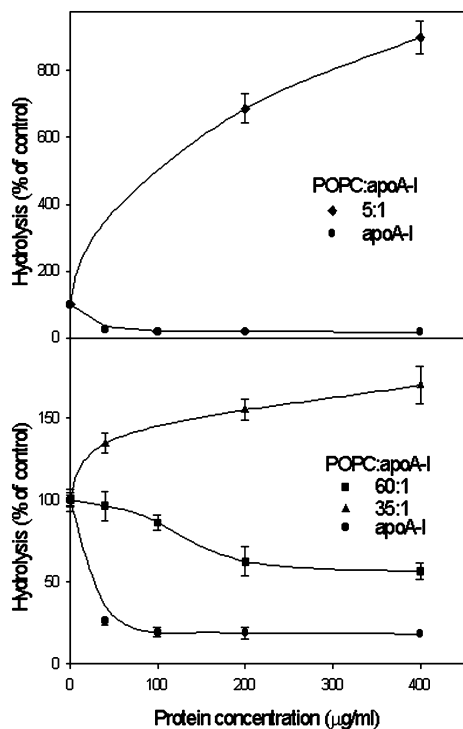 800
600
400
200
0
Hydrolysis (% of control)
POPC:apoA-I
5:1
apoA-I
150
100
50
0
Hydrolysis (% of control)
POPC:apoA-I
60:1
35:1
apoA-I
0 100 200 300 400
Protein concentration (μg/ml)